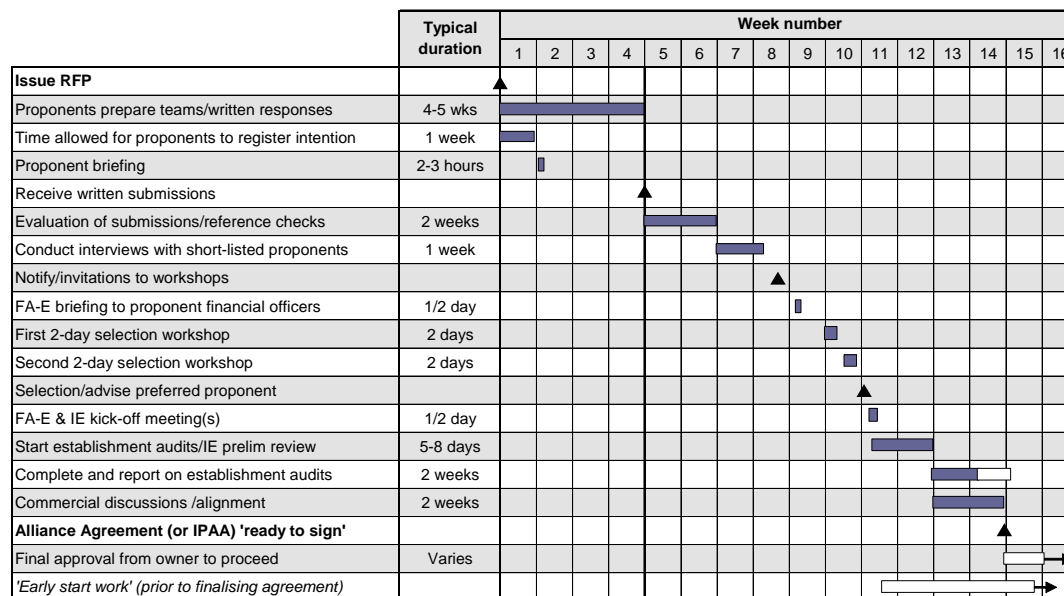 Typical duration Week number
1 2 3 4 5 6 7 8 9 10 11 12 13 14 15 16
Issue RFP
Proponents prepare teams/written responses 4-5 wks
Time allowed for proponents to register intention 1 week
Proponent briefing 2-3 hours
Receive written submissions
Evaluation of submissions/reference checks 2 weeks
Conduct interviews with short-listed proponents 1 week
Notify/invitations to workshops
FA-E briefing to proponent financial officers 1/2 day
First 2-day selection workshop 2 days
Second 2-day selection workshop 2 days
Selection/advise preferred proponent
FA-E & IE kick-off meeting(s) 1/2 day
Start establishment audits/IE prelim review 5-8 days
Complete and report on establishment audits 2 weeks
Commercial discussions /alignment 2 weeks
Alliance Agreement (or IPAA) 'ready to sign'
Final approval from owner to proceed Varies
'Early start work' (prior to finalising agreement)